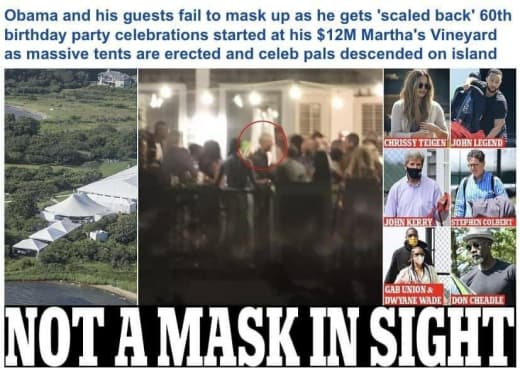 Obama and his guests fail to mask up as he gets 'scaled back' 60th
birthday party celebrations started at his $12M Martha's Vineyard
as massive tents are erected and celeb pals descended on island
CHRISSY TEIGEN
JOHN LEGEND
JOHN KERRY
STEPHEN COLBERT
GAB UNION &
DWYANE WADE
DON CHEADLE
NOT A MASK IN SIGHT